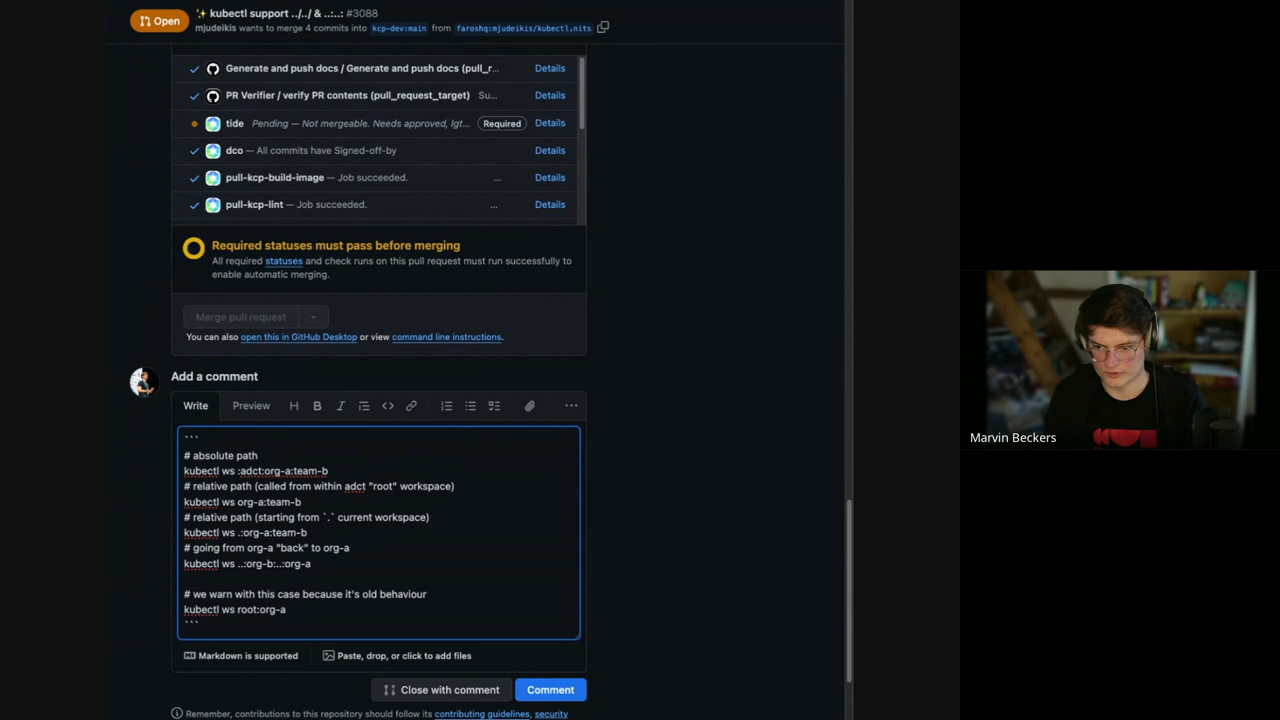 Open
✨ kubectl support ../../ & ..:..: #3088
mjudeikis wants to merge 4 commits into kcp-dev:main from faroshq:mjudeikis/kubectl.nits
Generate and push docs / Generate and push docs (pull_r... Details
PR Verifier / verify PR contents (pull_request_target) Su... Details
tide Pending — Not mergeable. Needs approved, lgt... Required Details
dco — All commits have Signed-off-by Details
pull-kcp-build-image — Job succeeded. ... Details
pull-kcp-lint — Job succeeded. ... Details
Required statuses must pass before merging
All required statuses and check runs on this pull request must run successfully to
enable automatic merging.
Merge pull request
You can also open this in GitHub Desktop or view command line instructions.
Add a comment
Write Preview
```
# absolute path
kubectl ws :adct:org-a:team-b
# relative path (called from within adct "root" workspace)
kubectl ws org-a:team-b
# relative path (starting from `.` current workspace)
kubectl ws .:org-a:team-b
# going from org-a "back" to org-a
kubectl ws ..:org-b:..:org-a
# we warn with this case because it's old behaviour
kubectl ws root:org-a
```
Markdown is supported Paste, drop, or click to add files
Close with comment Comment
Remember, contributions to this repository should follow its contributing guidelines, security
Marvin Beckers